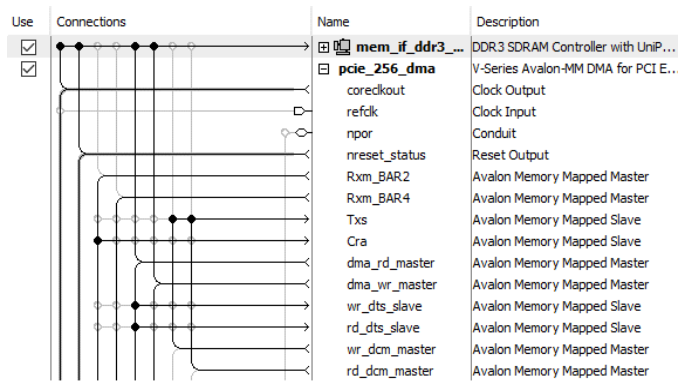 Use Connections Name Description
mem_if_ddr3_... DDR3 SDRAM Controller with UniP...
pcie_256_dma V-Series Avalon-MM DMA for PCI E...
coreclkout Clock Output
refclk Clock Input
npor Conduit
nreset_status Reset Output
Rxm_BAR2 Avalon Memory Mapped Master
Rxm_BAR4 Avalon Memory Mapped Master
Txs Avalon Memory Mapped Slave
Cra Avalon Memory Mapped Slave
dma_rd_master Avalon Memory Mapped Master
dma_wr_master Avalon Memory Mapped Master
wr_dts_slave Avalon Memory Mapped Slave
rd_dts_slave Avalon Memory Mapped Slave
wr_dcm_master Avalon Memory Mapped Master
rd_dcm_master Avalon Memory Mapped Master